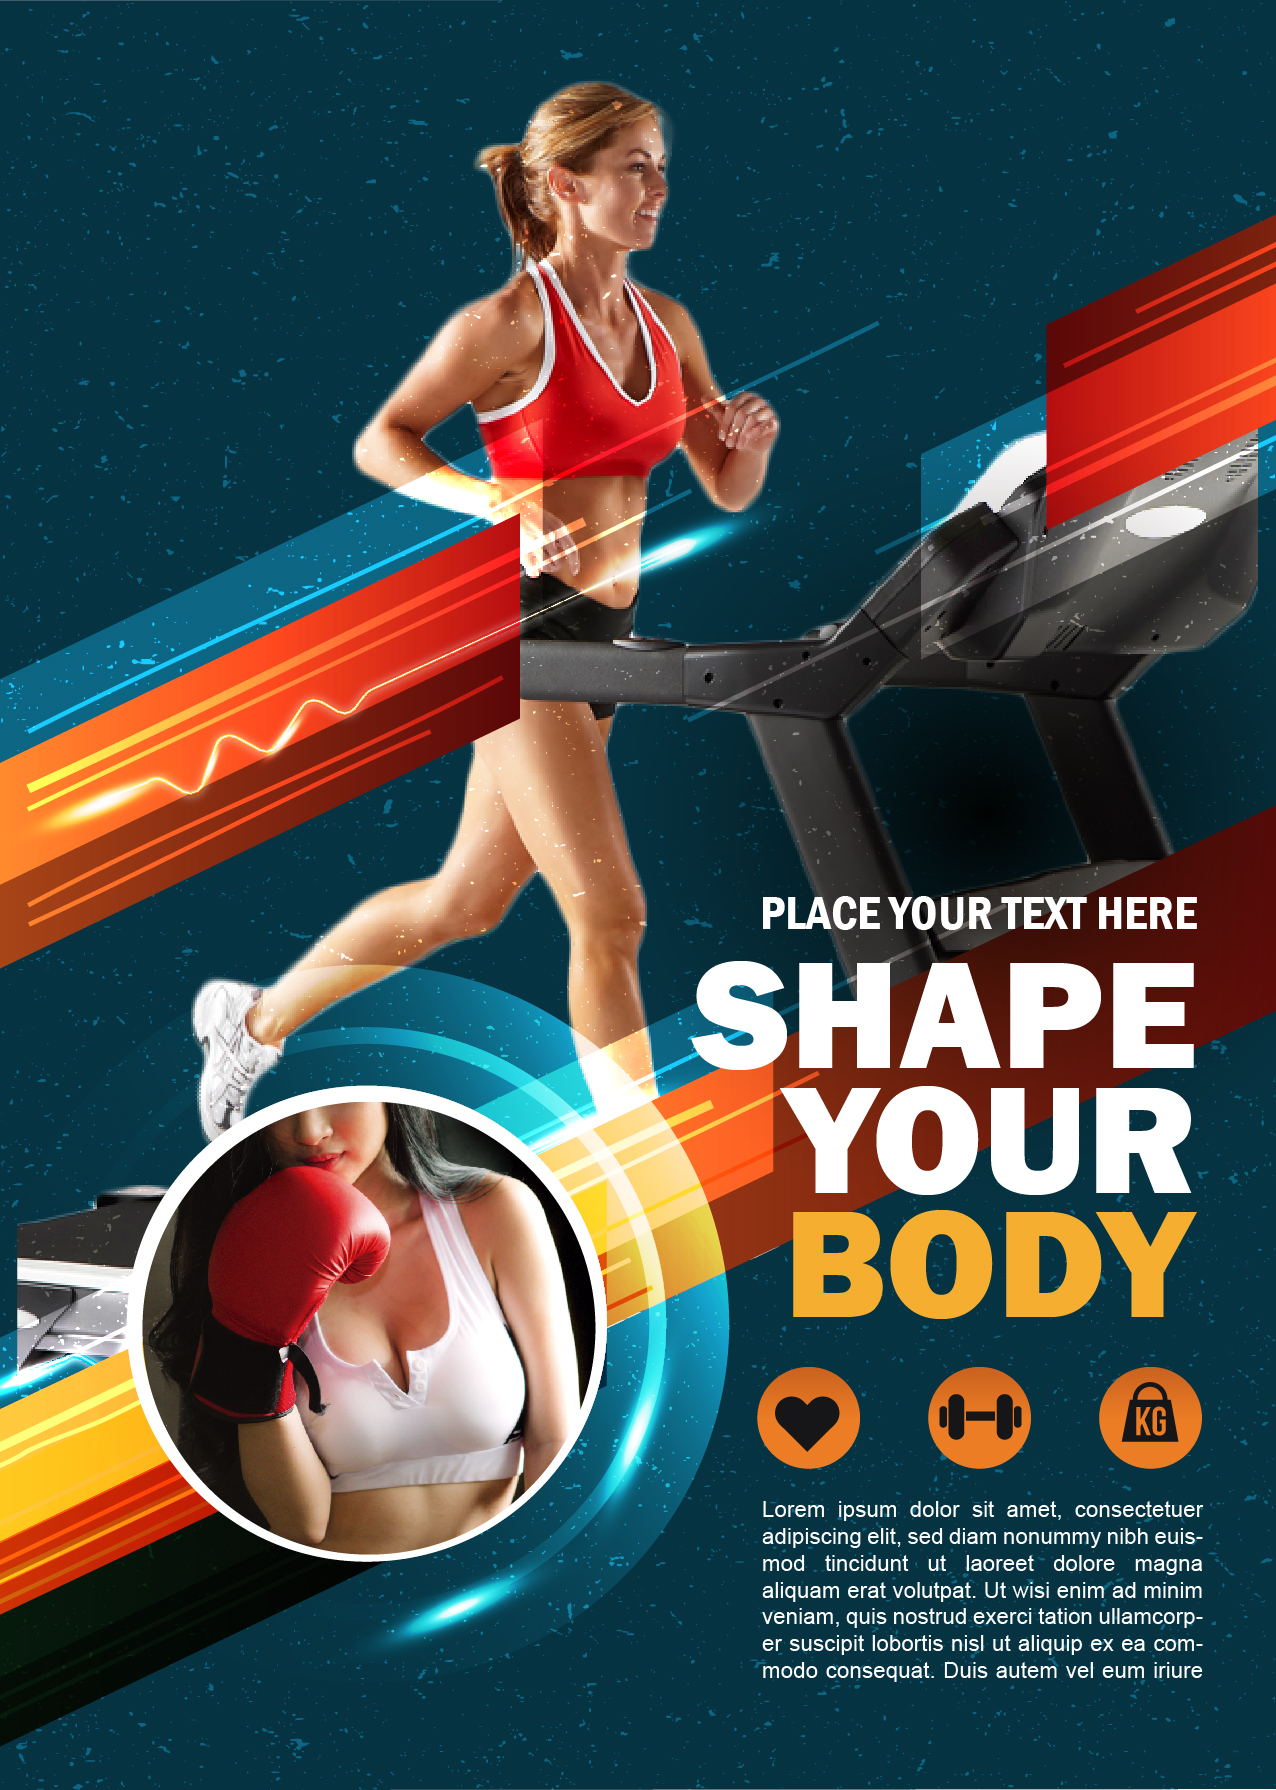 PLACE YOUR TEXT HERE
SHAPE
YOUR
BODY
KG
Lorem ipsum dolor sit amet, consectetuer
adipiscing elit, sed diam nonummy nibh euis-
mod tincidunt ut laoreet dolore magna
aliquam erat volutpat. Ut wisi enim ad minim
veniam, quis nostrud exerci tation ullamcorp-
er suscipit lobortis nisl ut aliquip ex ea com-
modo consequat. Duis autem vel eum iriure